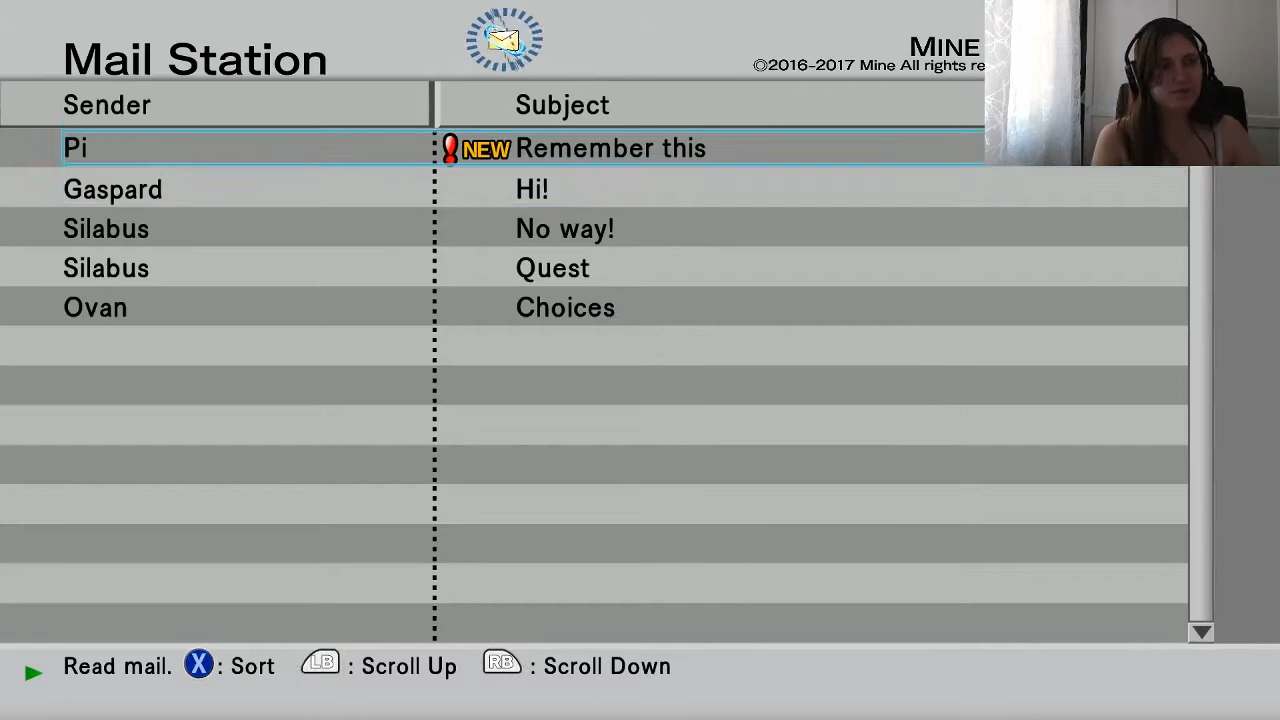 Mail Station
MINE
©2016-2017 Mine All rights re
Sender Subject
Pi NEW Remember this
Gaspard Hi!
Silabus No way!
Silabus Quest
Ovan Choices
Read mail. X : Sort LB : Scroll Up RB : Scroll Down